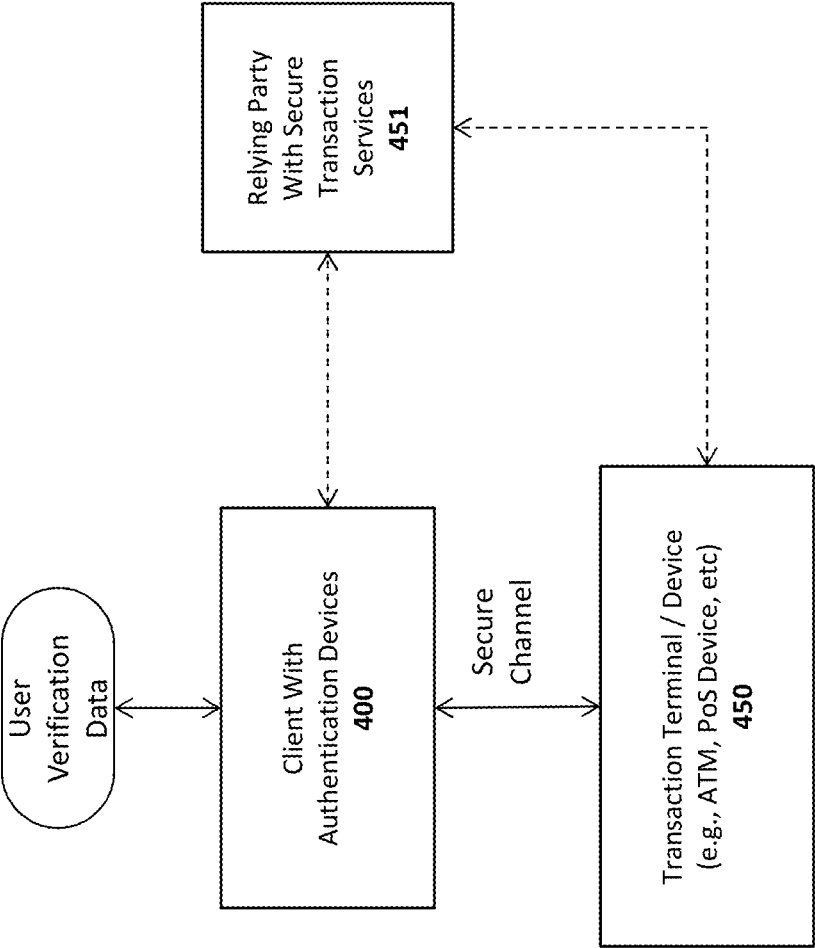 User
Verification
Data
Client With
Authentication Devices
400
Secure
Channel
Transaction Terminal / Device
(e.g., ATM, PoS Device, etc)
450
Relying Party
With Secure
Transaction
Services
451